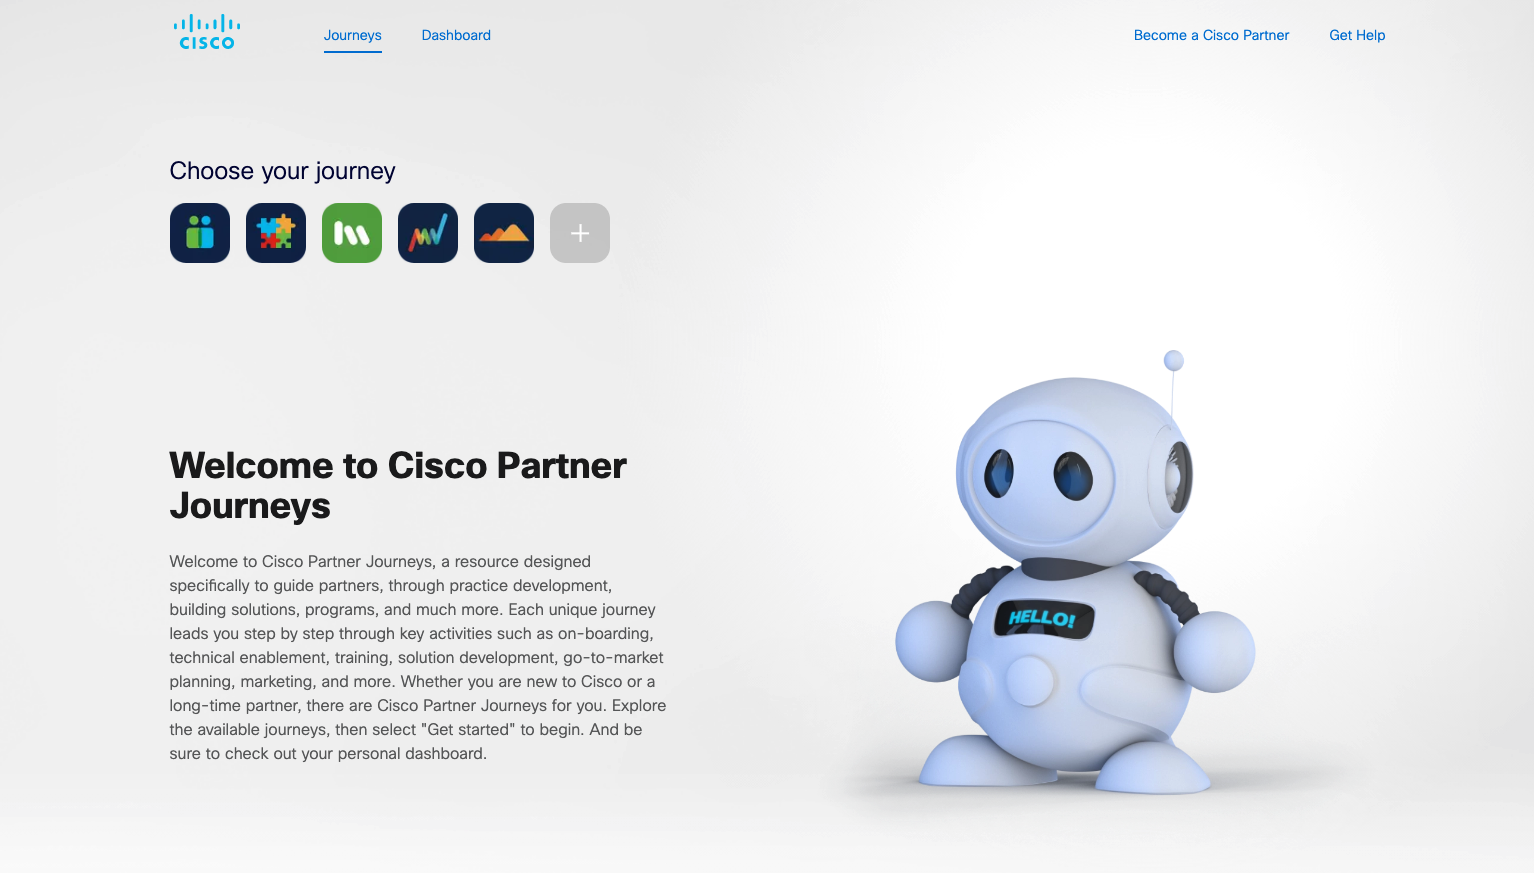 CISCO
Journeys
Dashboard
Become a Cisco Partner
Get Help
Choose your journey
Welcome to Cisco Partner
Journeys
Welcome to Cisco Partner Journeys, a resource designed
specifically to guide partners, through practice development,
building solutions, programs, and much more. Each unique journey
leads you step by step through key activities such as on-boarding,
technical enablement, training, solution development, go-to-market
planning, marketing, and more. Whether you are new to Cisco or a
long-time partner, there are Cisco Partner Journeys for you. Explore
the available journeys, then select "Get started" to begin. And be
sure to check out your personal dashboard.
HELLO!